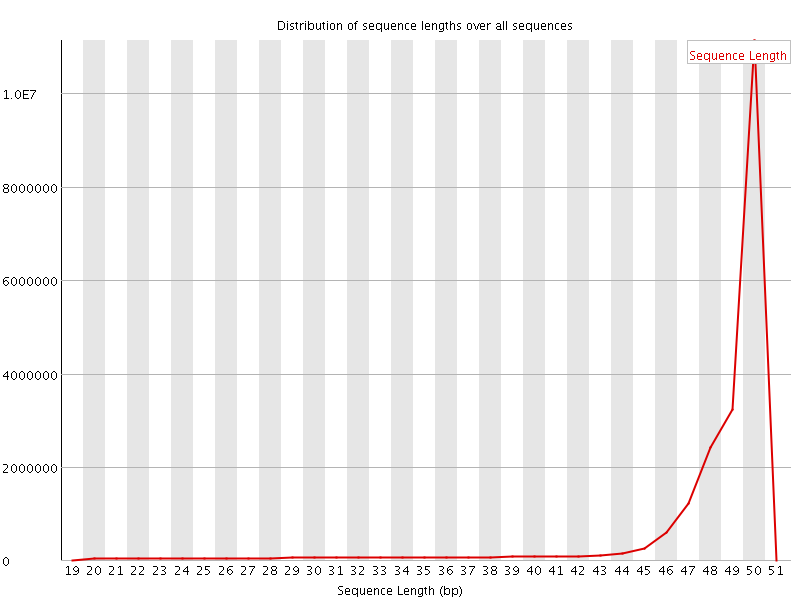 Distribution of sequence lengths over all sequences
Sequence Length
1.0E7
8000000
6000000
4000000
2000000
0
19 20 21 22 23 24 25 26 27 28 29 30 31 32 33 34 35 36 37 38 39 40 41 42 43 44 45 46 47 48 49 50 51
Sequence Length (bp)